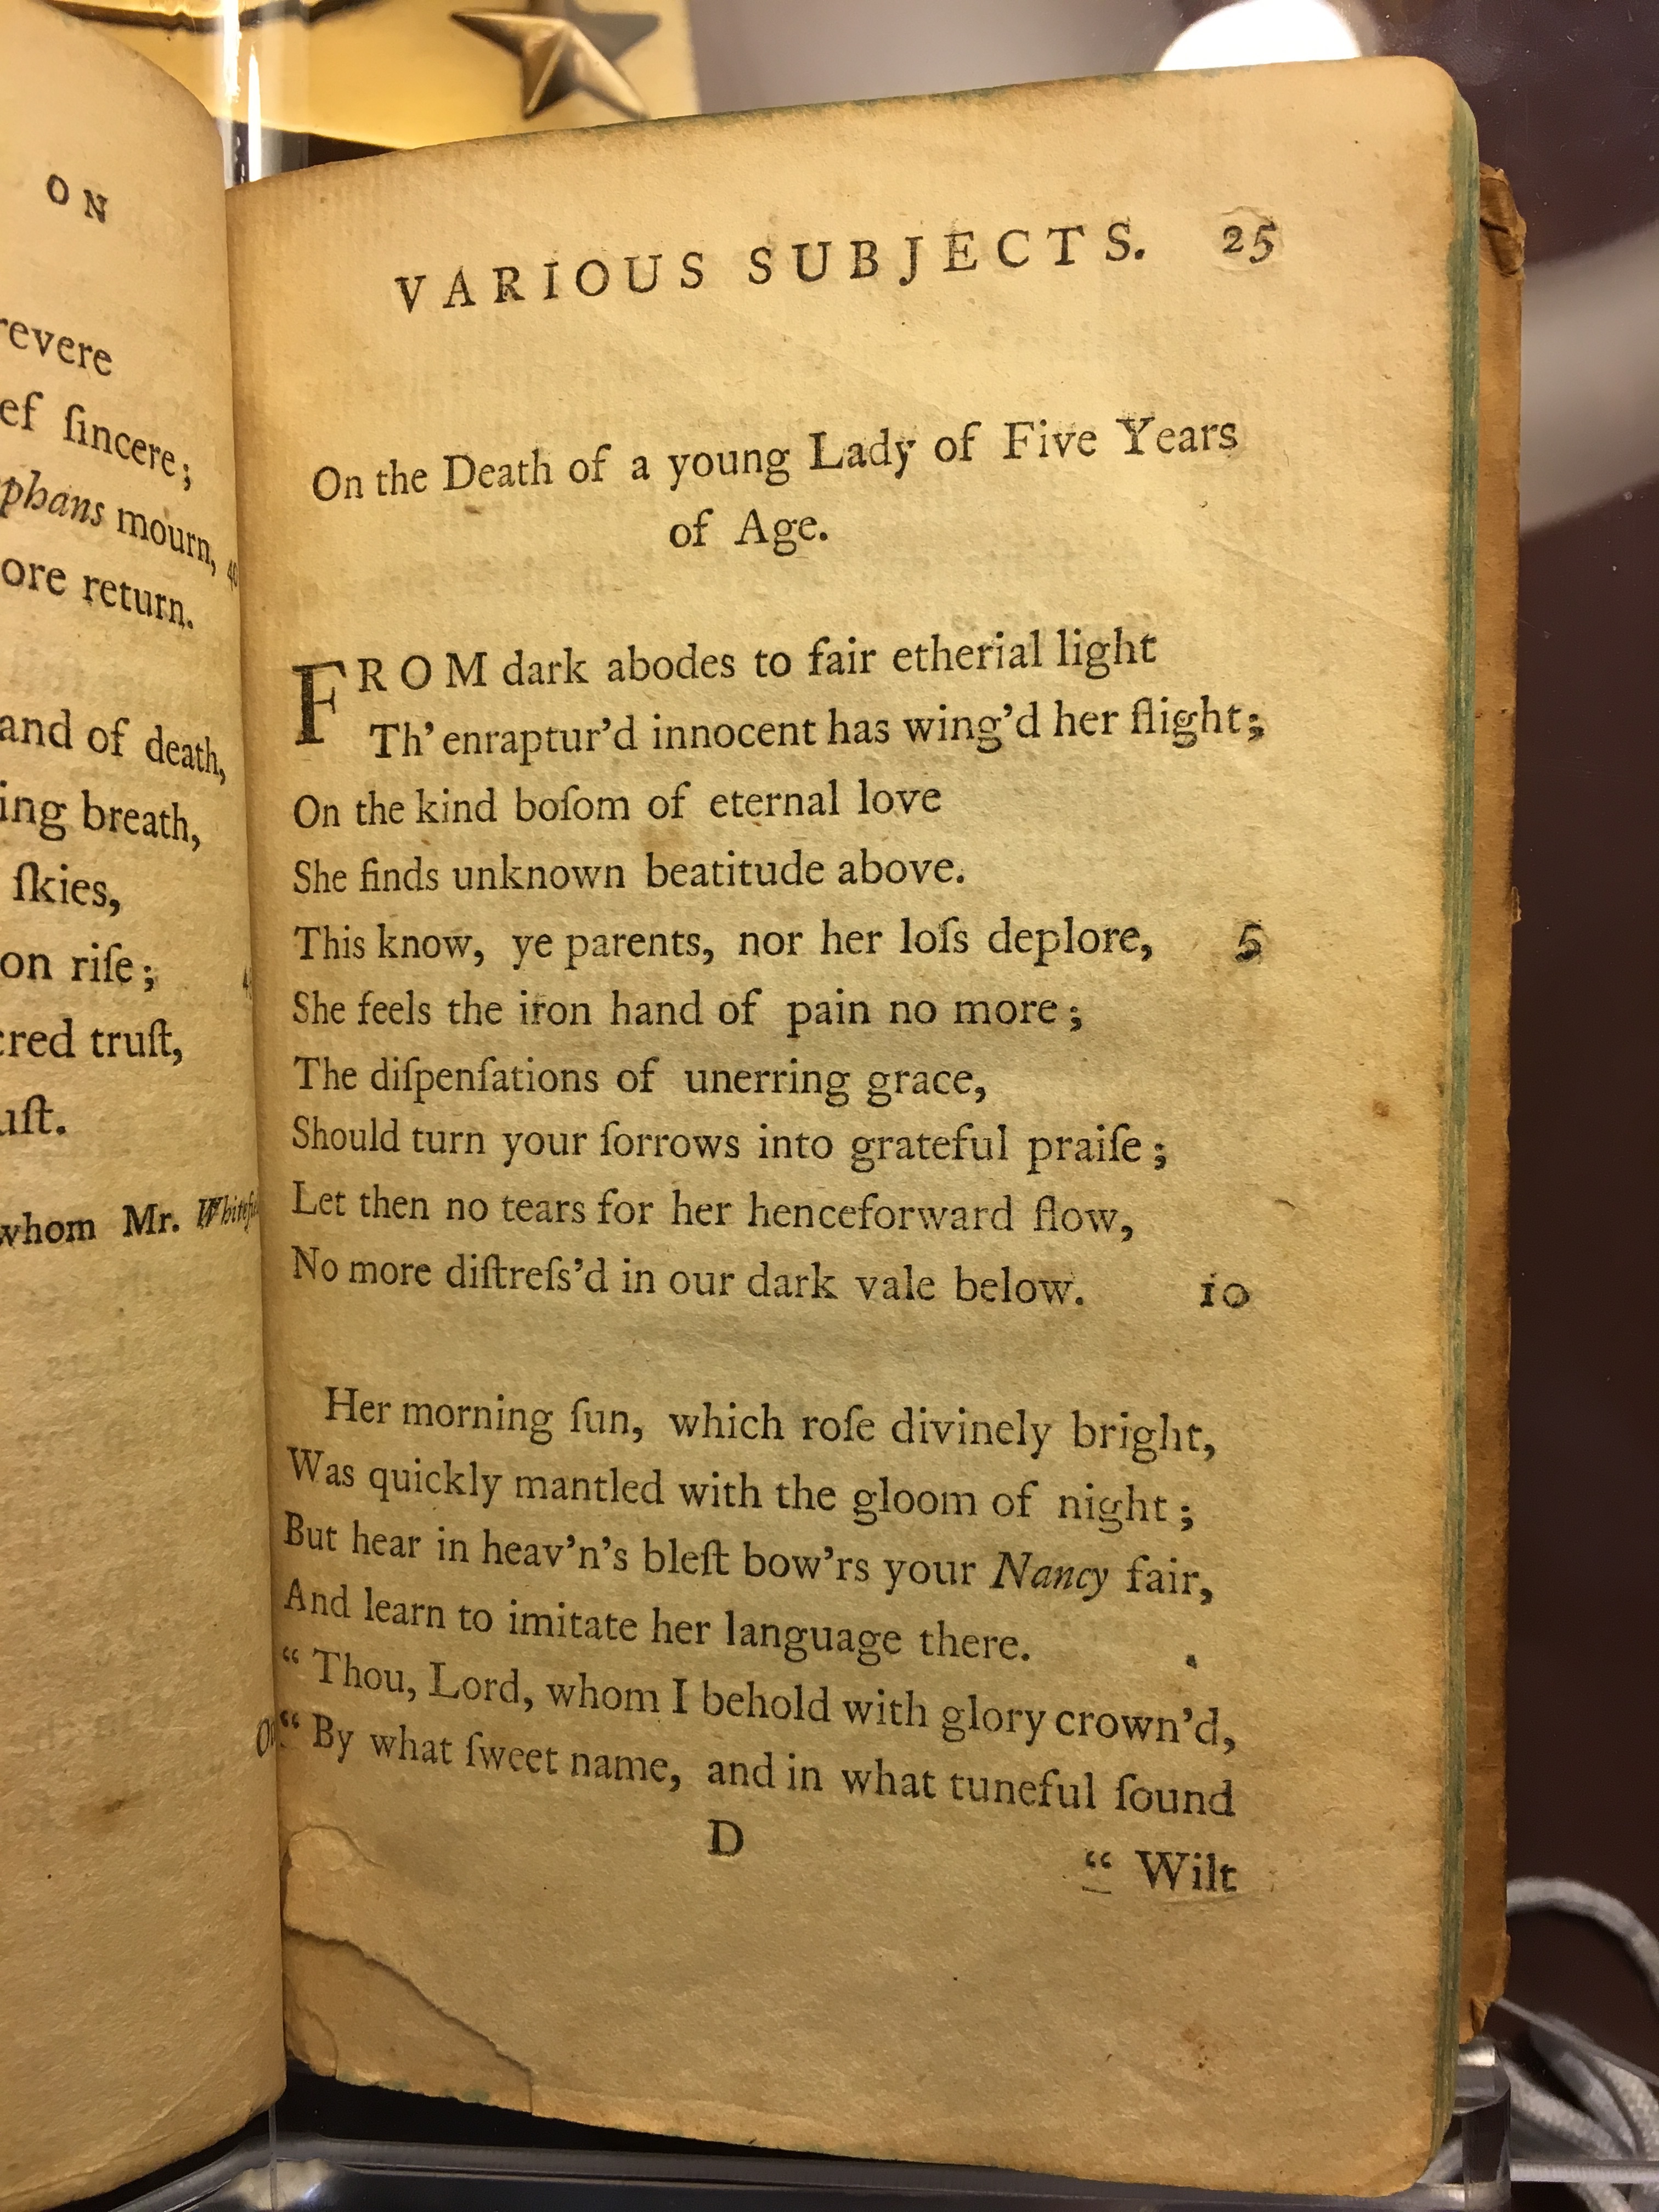 ON
revere
ef ſincere;
phans mourn, 40
ore return.
and of death,
ing breath,
ſkies,
on riſe;
cred truſt,
uſt.
whom Mr.
VARIOUS SUBJECTS. 25
On the Death of a young Lady of Five Years
of Age.
FROM dark abodes to fair etherial light
Th' enraptur'd innocent has wing'd her flight;
On the kind boſom of eternal love
She finds unknown beatitude above.
This know, ye parents, nor her loſs deplore, 5
She feels the iron hand of pain no more;
The diſpenſations of unerring grace,
Should turn your ſorrows into grateful praiſe;
Let then no tears for her henceforward flow,
No more diſtreſs'd in our dark vale below. 10
Her morning ſun, which roſe divinely bright,
Was quickly mantled with the gloom of night;
But hear in heav'n's bleſt bow'rs your Nancy fair,
And learn to imitate her language there.
“ Thou, Lord, whom I behold with glory crown'd,
“ By what ſweet name, and in what tuneful ſound
D
“ Wilt